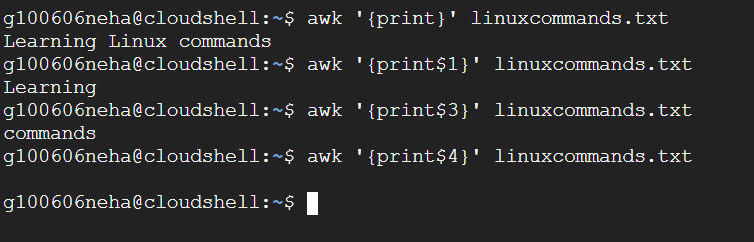 g100606neha@cloudshell:~$ awk '{print}' linuxcommands.txt
Learning Linux commands
g100606neha@cloudshell:~$ awk '{print$1}' linuxcommands.txt
Learning
g100606neha@cloudshell:~$ awk '{print$3}' linuxcommands.txt
commands
g100606neha@cloudshell:~$ awk '{print$4}' linuxcommands.txt
g100606neha@cloudshell:~$